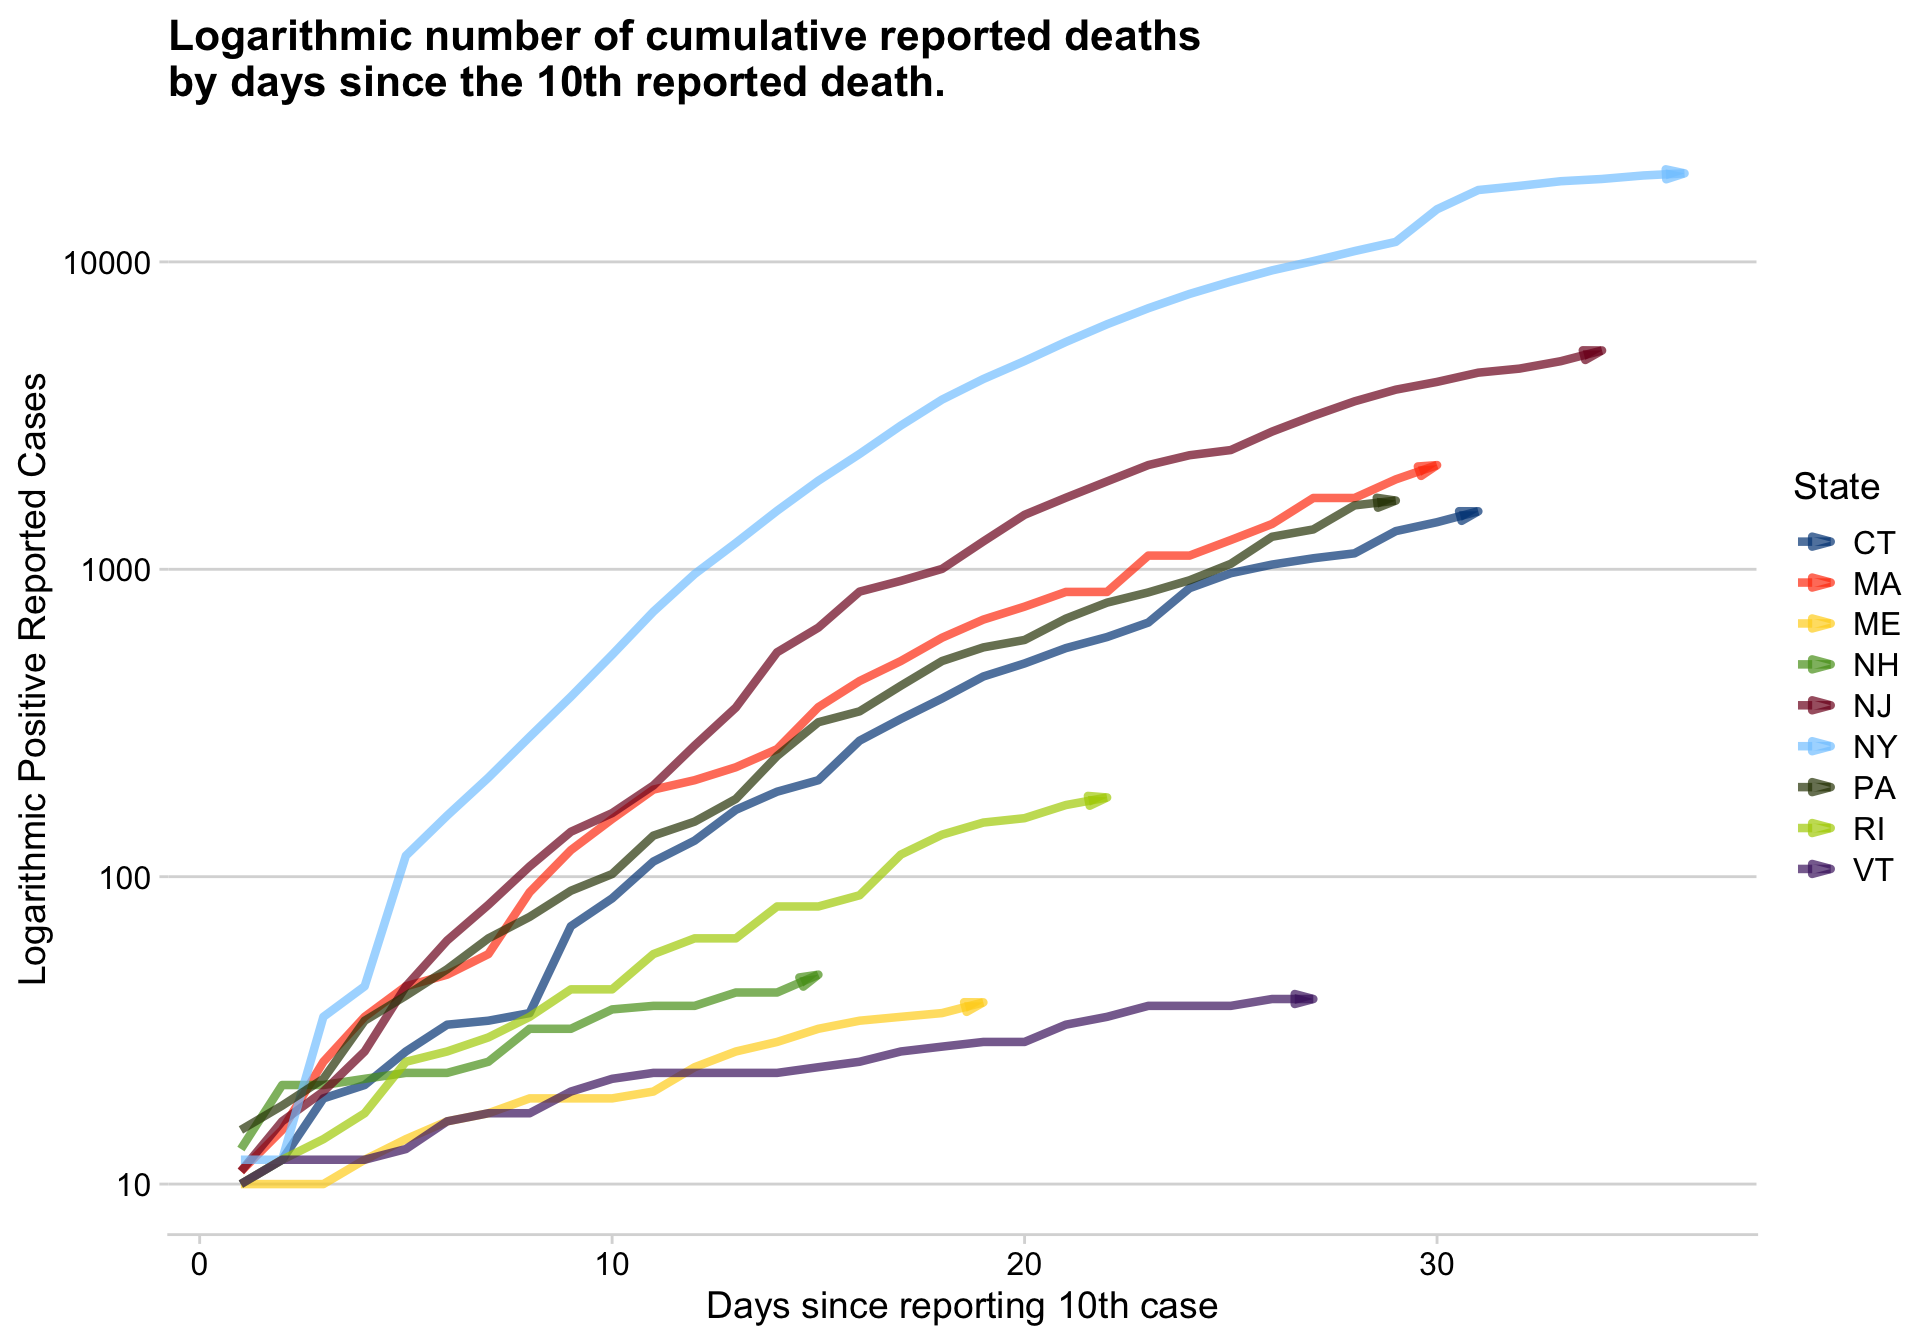 Logarithmic number of cumulative reported deaths
by days since the 10th reported death.
Logarithmic Positive Reported Cases
10000
1000
100
10
0 10 20 30
Days since reporting 10th case
State
CT
MA
ME
NH
NJ
NY
PA
RI
VT